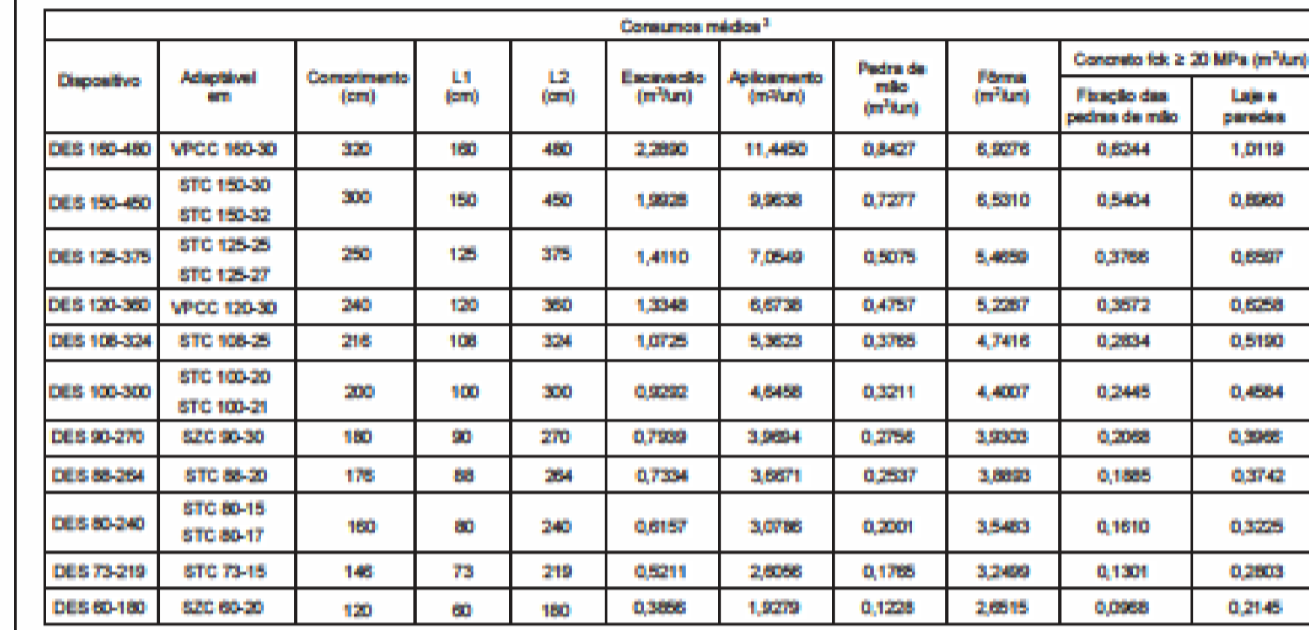 Consumos médios³
Dispositivo | Adaptável em | Comprimento (cm) | L1 (cm) | L2 (cm) | Escavação (m³/un) | Apiloamento (m²/un) | Pedra de mão (m³/un) | Fôrma (m²/un) | Concreto fck ≥ 20 MPa (m³/un)
Fixação das pedras de mão | Laje e paredes
DES 160-480 | VPCC 160-30 | 320 | 160 | 480 | 2,2890 | 11,4450 | 0,8427 | 6,9276 | 0,6244 | 1,0119
DES 150-450 | STC 150-30 STC 150-32 | 300 | 150 | 450 | 1,9928 | 9,9638 | 0,7277 | 6,5310 | 0,5404 | 0,8960
DES 125-375 | STC 125-25 STC 125-27 | 250 | 125 | 375 | 1,4110 | 7,0549 | 0,5075 | 5,4659 | 0,3766 | 0,6597
DES 120-360 | VPCC 120-30 | 240 | 120 | 360 | 1,3348 | 6,6738 | 0,4757 | 5,2287 | 0,3572 | 0,6258
DES 108-324 | STC 108-25 | 216 | 108 | 324 | 1,0725 | 5,3623 | 0,3765 | 4,7416 | 0,2834 | 0,5190
DES 100-300 | STC 100-20 STC 100-21 | 200 | 100 | 300 | 0,9292 | 4,6458 | 0,3211 | 4,4007 | 0,2445 | 0,4584
DES 90-270 | SZC 90-30 | 180 | 90 | 270 | 0,7939 | 3,9694 | 0,2756 | 3,9303 | 0,2068 | 0,3966
DES 88-264 | STC 88-20 | 176 | 88 | 264 | 0,7334 | 3,6671 | 0,2537 | 3,8893 | 0,1885 | 0,3742
DES 80-240 | STC 80-15 STC 80-17 | 160 | 80 | 240 | 0,6157 | 3,0786 | 0,2001 | 3,5483 | 0,1610 | 0,3225
DES 73-219 | STC 73-15 | 146 | 73 | 219 | 0,5211 | 2,6056 | 0,1765 | 3,2499 | 0,1301 | 0,2803
DES 60-180 | SZC 60-20 | 120 | 60 | 180 | 0,3856 | 1,9279 | 0,1228 | 2,6515 | 0,0968 | 0,2145